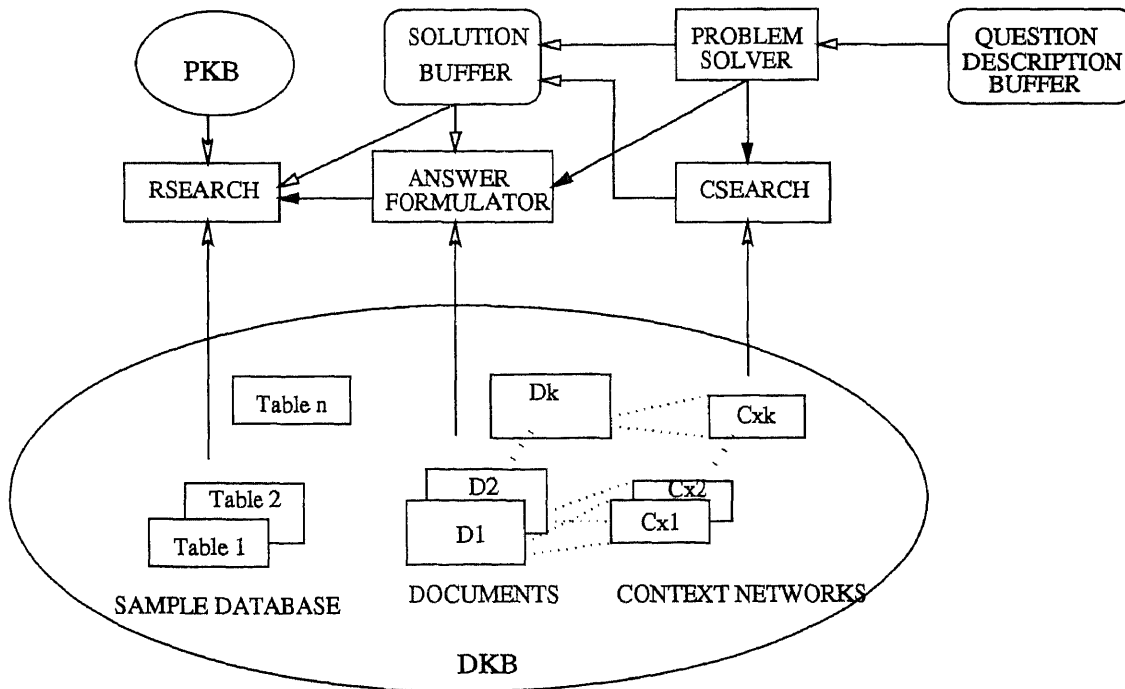 PKB
SOLUTION
BUFFER
PROBLEM
SOLVER
QUESTION
DESCRIPTION
BUFFER
RSEARCH
ANSWER
FORMULATOR
CSEARCH
Table n
Dk
Cxk
Table 2
Table 1
D2
D1
Cx2
Cx1
SAMPLE DATABASE
DOCUMENTS
CONTEXT NETWORKS
DKB